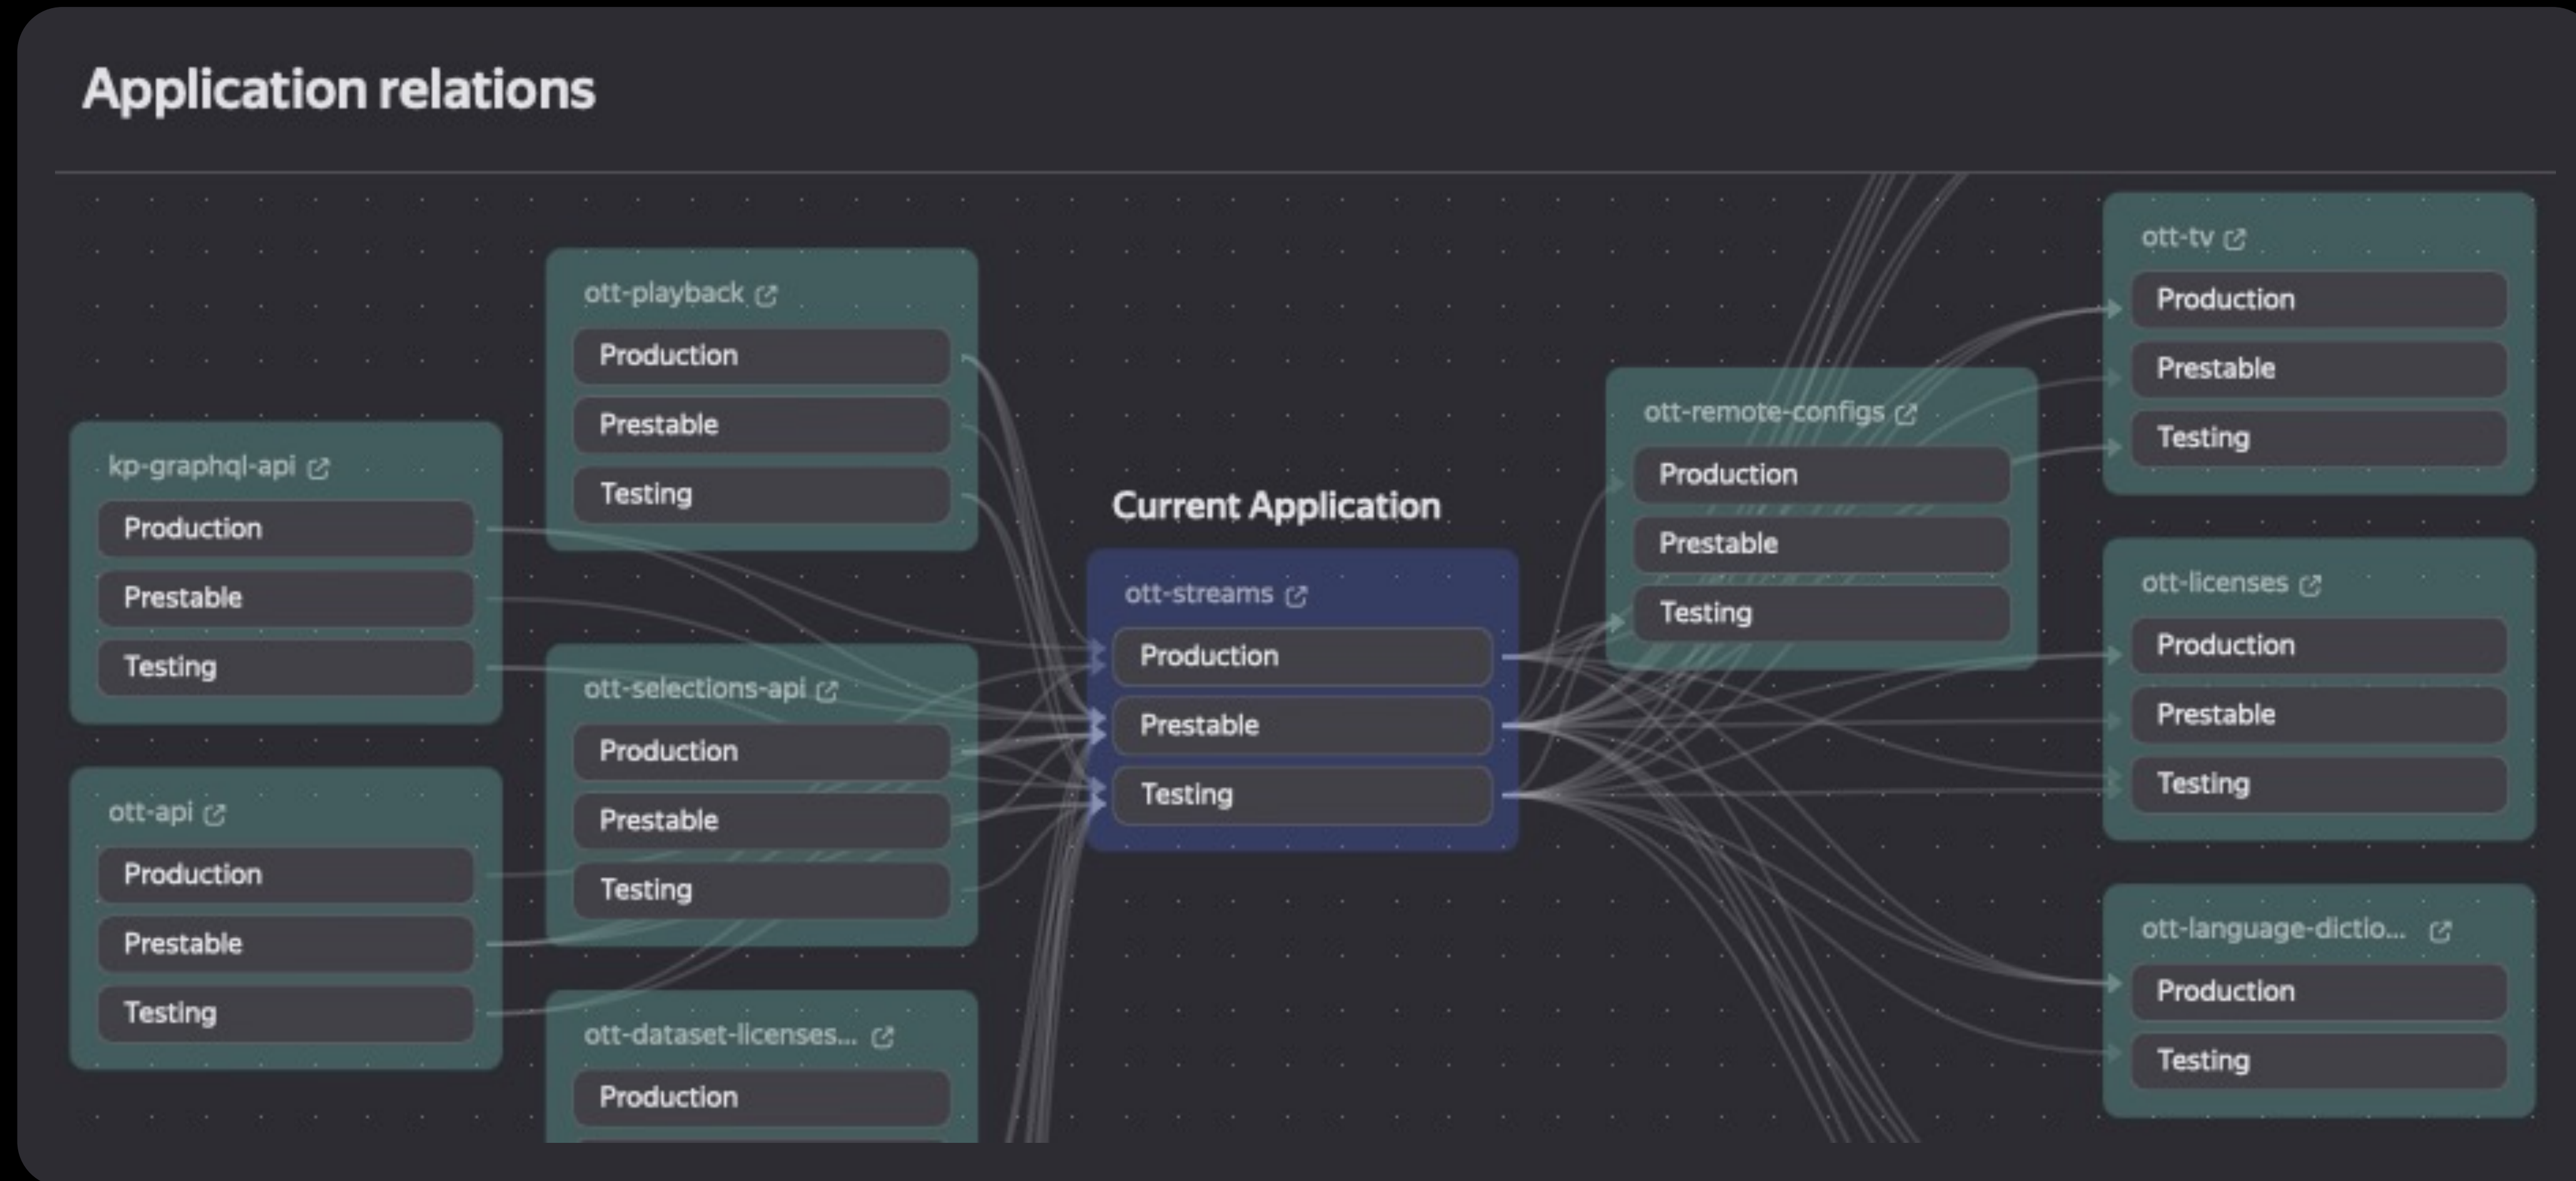 Application relations
kp-graphql-api
Production
Prestable
Testing
ott-api
Production
Prestable
Testing
ott-playback
Production
Prestable
Testing
ott-selections-api
Production
Prestable
Testing
ott-dataset-licenses...
Production
Current Application
ott-streams
Production
Prestable
Testing
ott-remote-configs
Production
Prestable
Testing
ott-tv
Production
Prestable
Testing
ott-licenses
Production
Prestable
Testing
ott-language-dictio...
Production
Testing